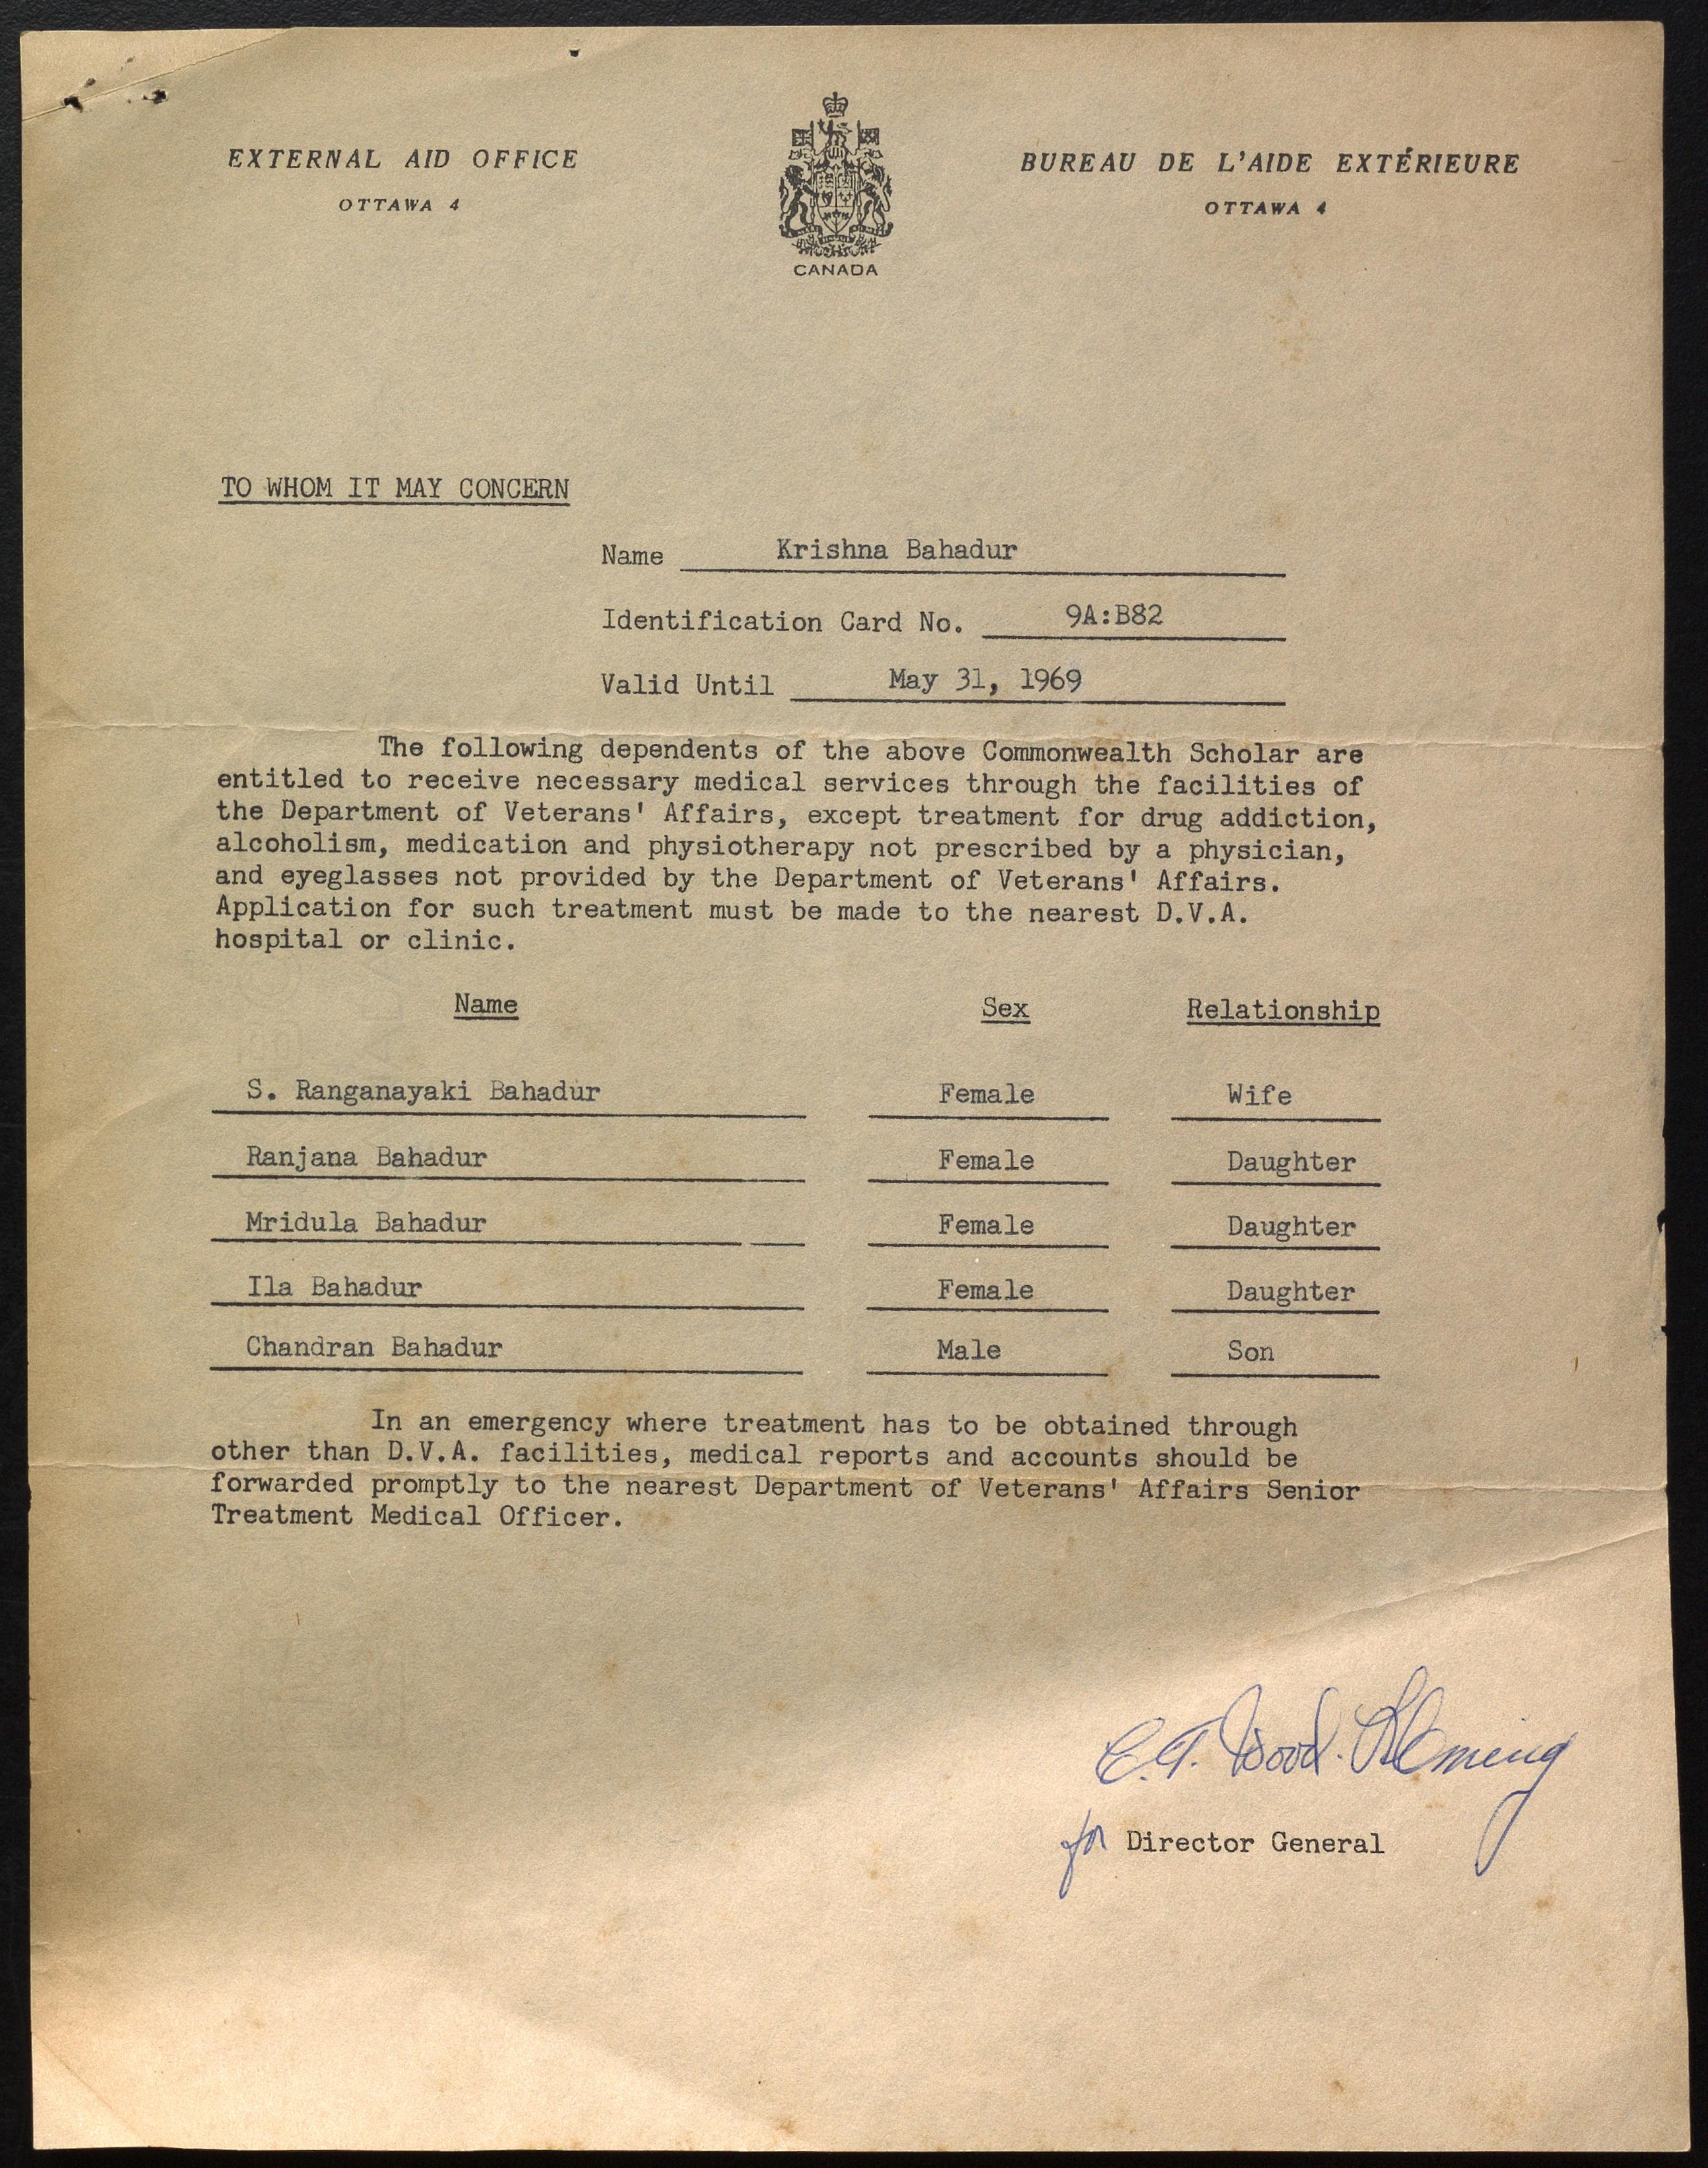 EXTERNAL AID OFFICE
OTTAWA 4
CANADA
BUREAU DE L'AIDE EXTÉRIEURE
OTTAWA 4
TO WHOM IT MAY CONCERN
Name Krishna Bahadur
Identification Card No. 9A:B82
Valid Until May 31, 1969
The following dependents of the above Commonwealth Scholar are
entitled to receive necessary medical services through the facilities of
the Department of Veterans' Affairs, except treatment for drug addiction,
alcoholism, medication and physiotherapy not prescribed by a physician,
and eyeglasses not provided by the Department of Veterans' Affairs.
Application for such treatment must be made to the nearest D.V.A.
hospital or clinic.
Name Sex Relationship
S. Ranganayaki Bahadur Female Wife
Ranjana Bahadur Female Daughter
Mridula Bahadur Female Daughter
Ila Bahadur Female Daughter
Chandran Bahadur Male Son
In an emergency where treatment has to be obtained through
other than D.V.A. facilities, medical reports and accounts should be
forwarded promptly to the nearest Department of Veterans' Affairs Senior
Treatment Medical Officer.
Wood Fleming
for Director General